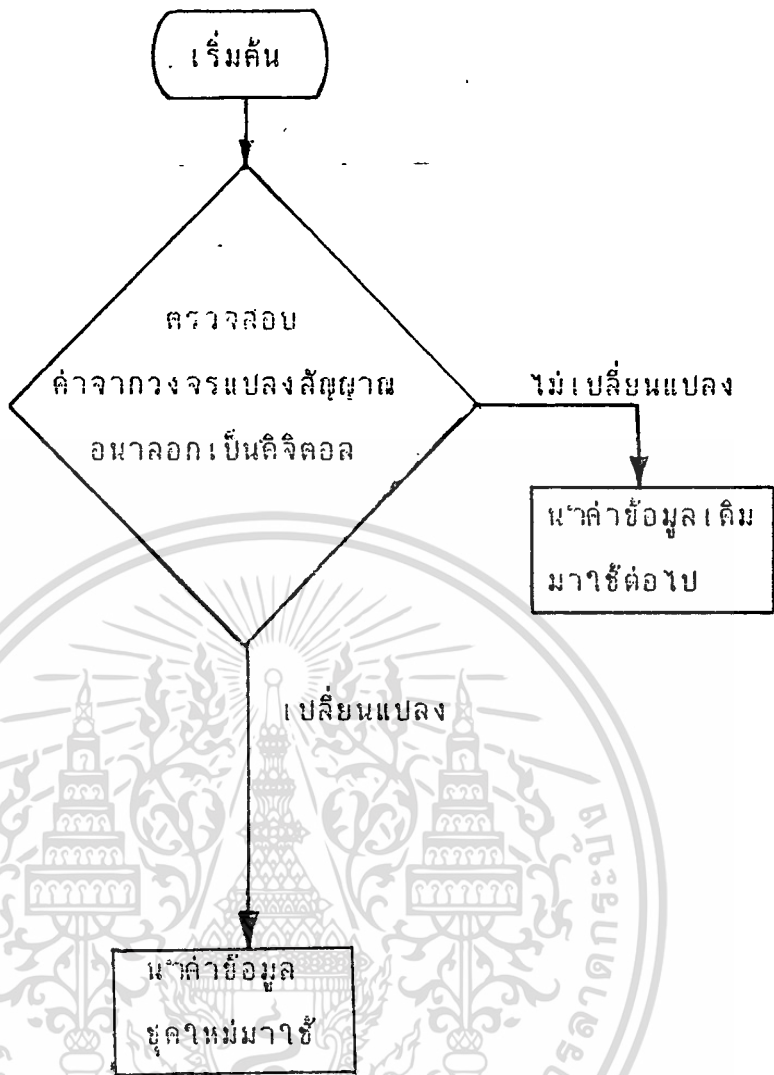 เริ่มต้น
ตรวจสอบ
ค่าจากวงจรแปลงสัญญาณ
อนาลอกเป็นดิจิตอล
ไม่เปลี่ยนแปลง
นำค่าข้อมูลเดิม
มาใช้ต่อไป
เปลี่ยนแปลง
นำค่าข้อมูล
ชุดใหม่มาใช้